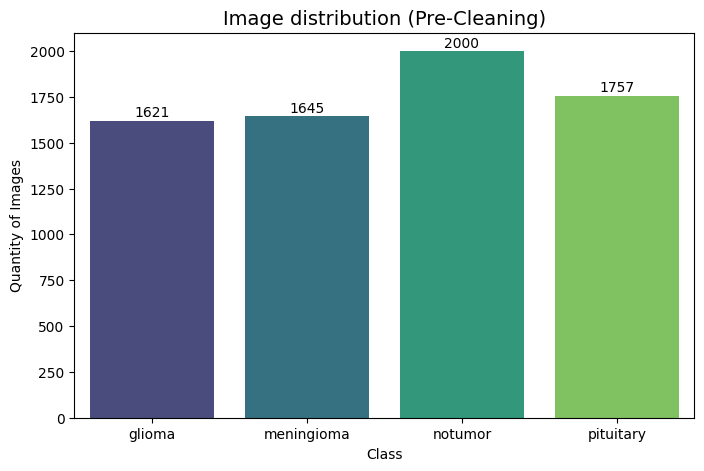 Image distribution (Pre-Cleaning)
Quantity of Images
2000
1750
1500
1250
1000
750
500
250
0
1621
1645
2000
1757
glioma
meningioma
notumor
pituitary
Class